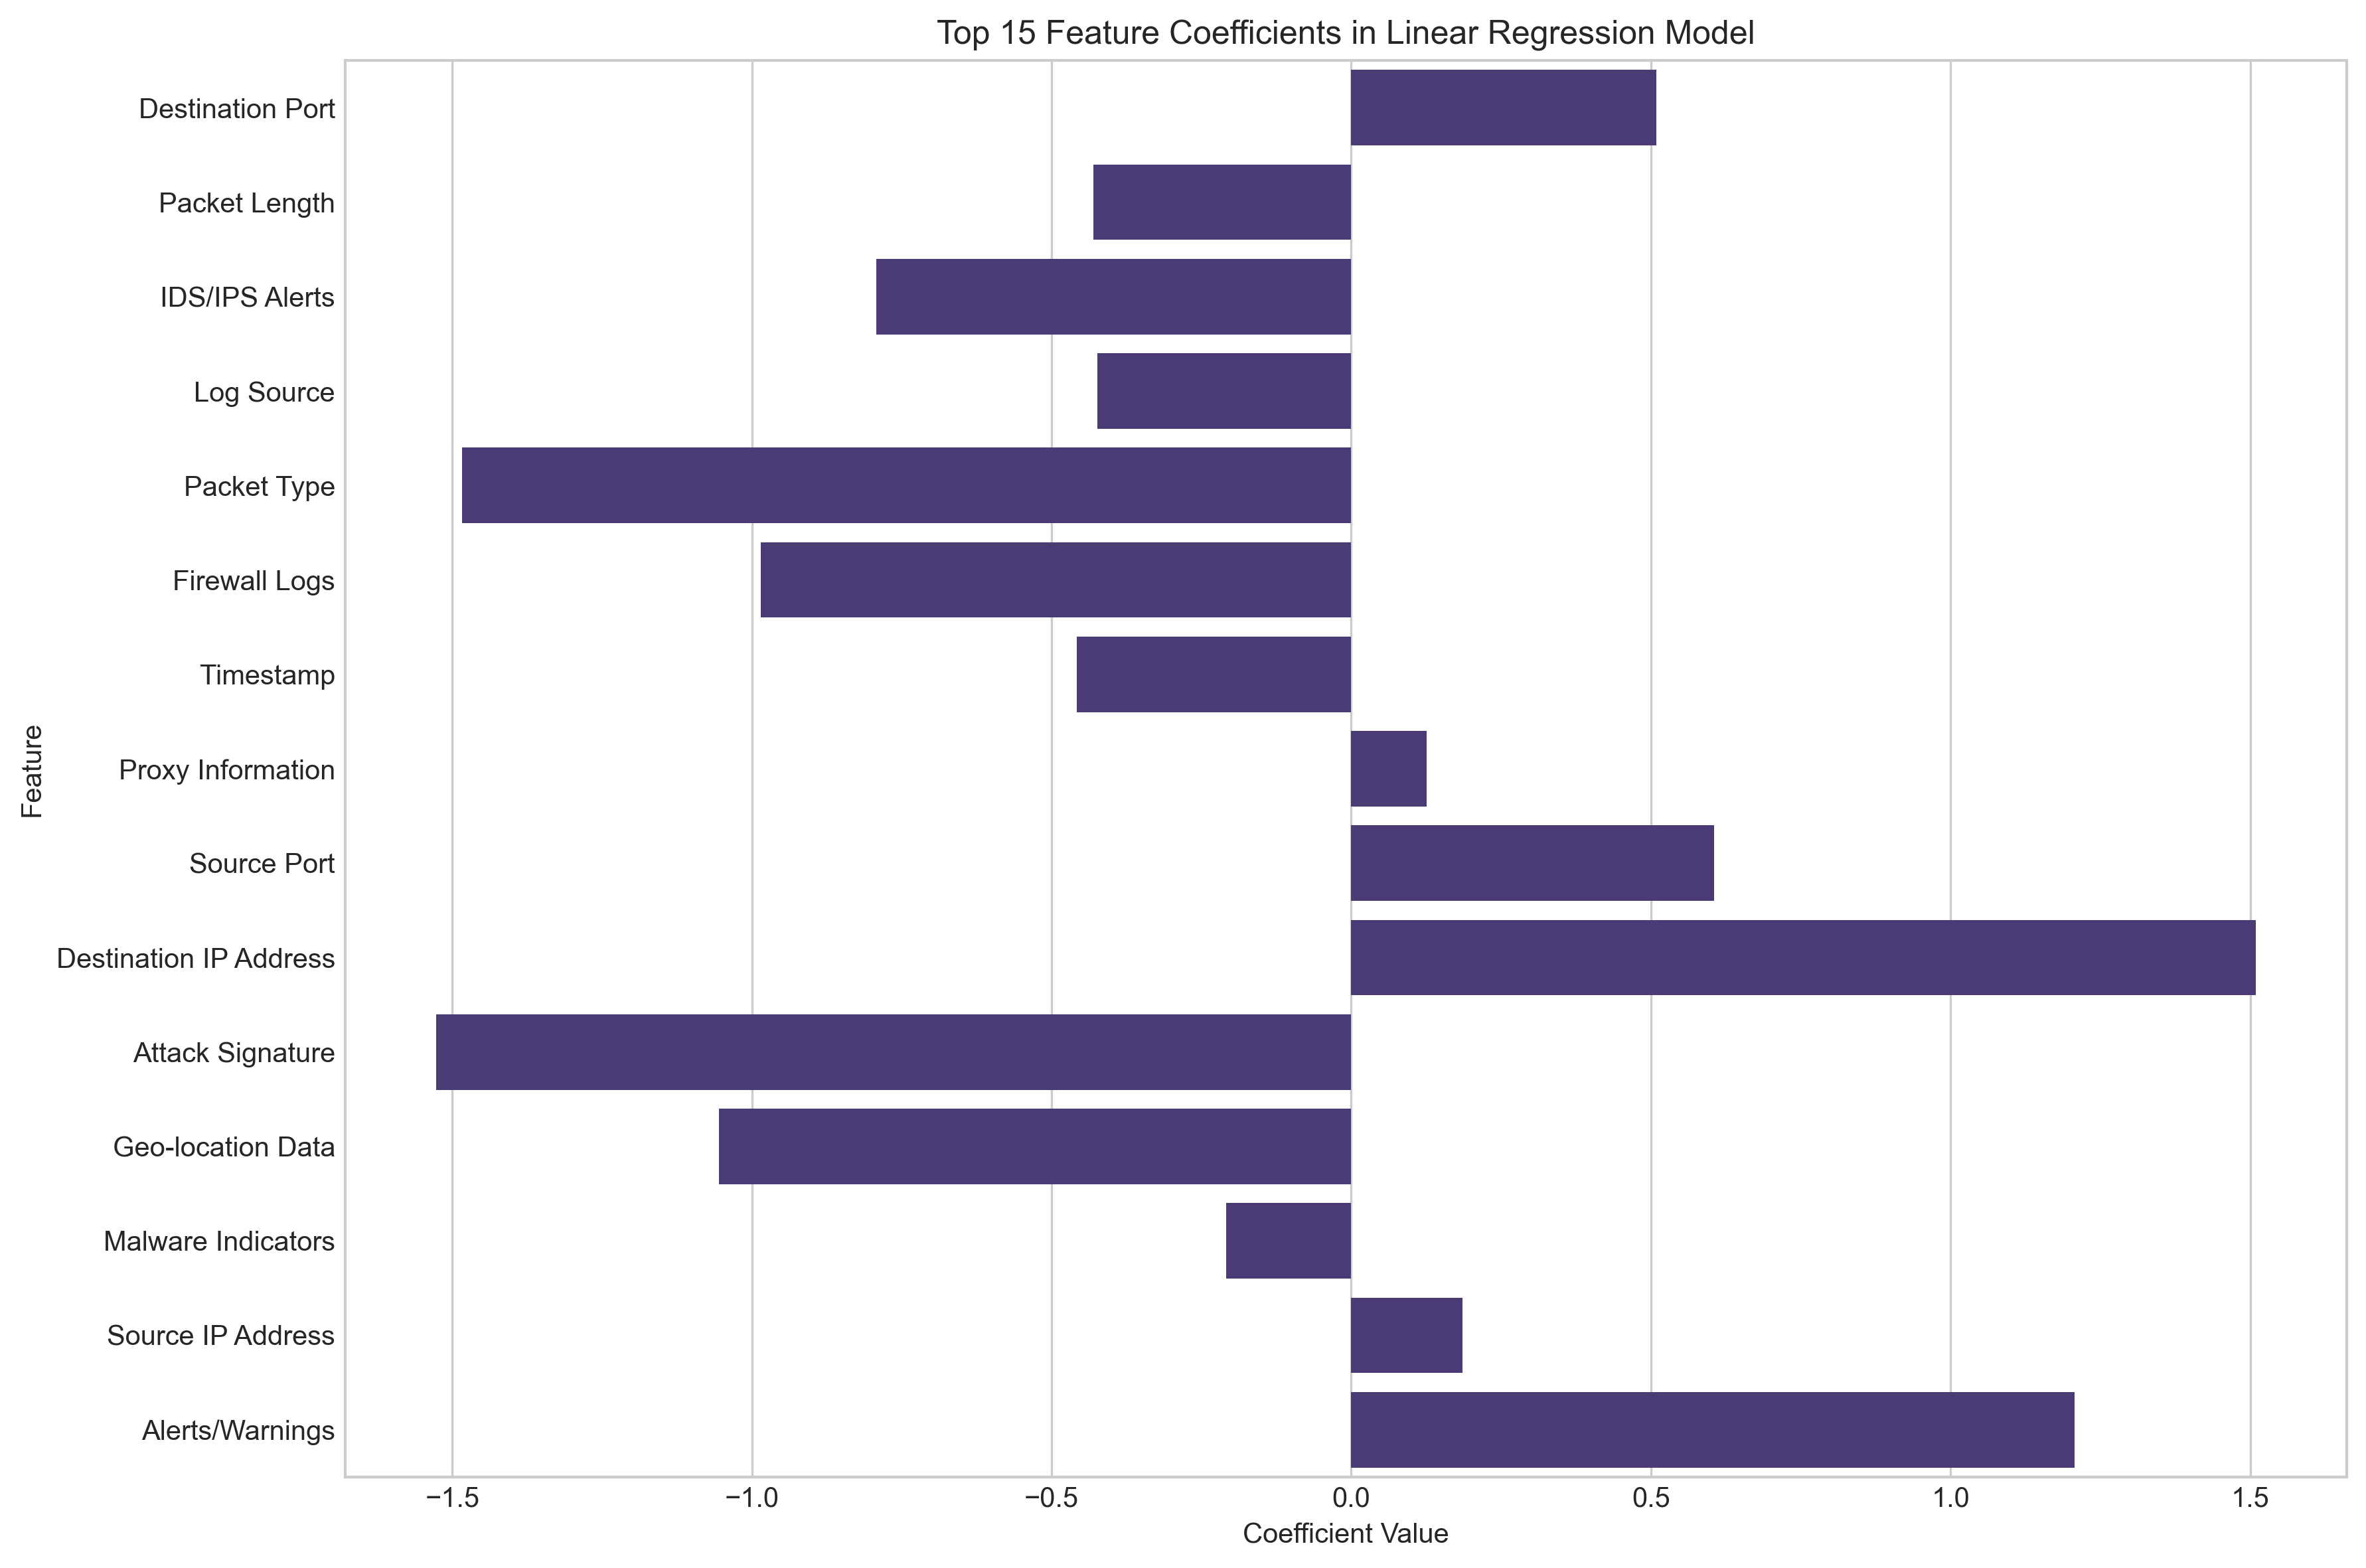 Top 15 Feature Coefficients in Linear Regression Model
Destination Port
Packet Length
IDS/IPS Alerts
Log Source
Packet Type
Firewall Logs
Timestamp
Proxy Information
Source Port
Destination IP Address
Attack Signature
Geo-location Data
Malware Indicators
Source IP Address
Alerts/Warnings
Feature
−1.5 −1.0 −0.5 0.0 0.5 1.0 1.5
Coefficient Value